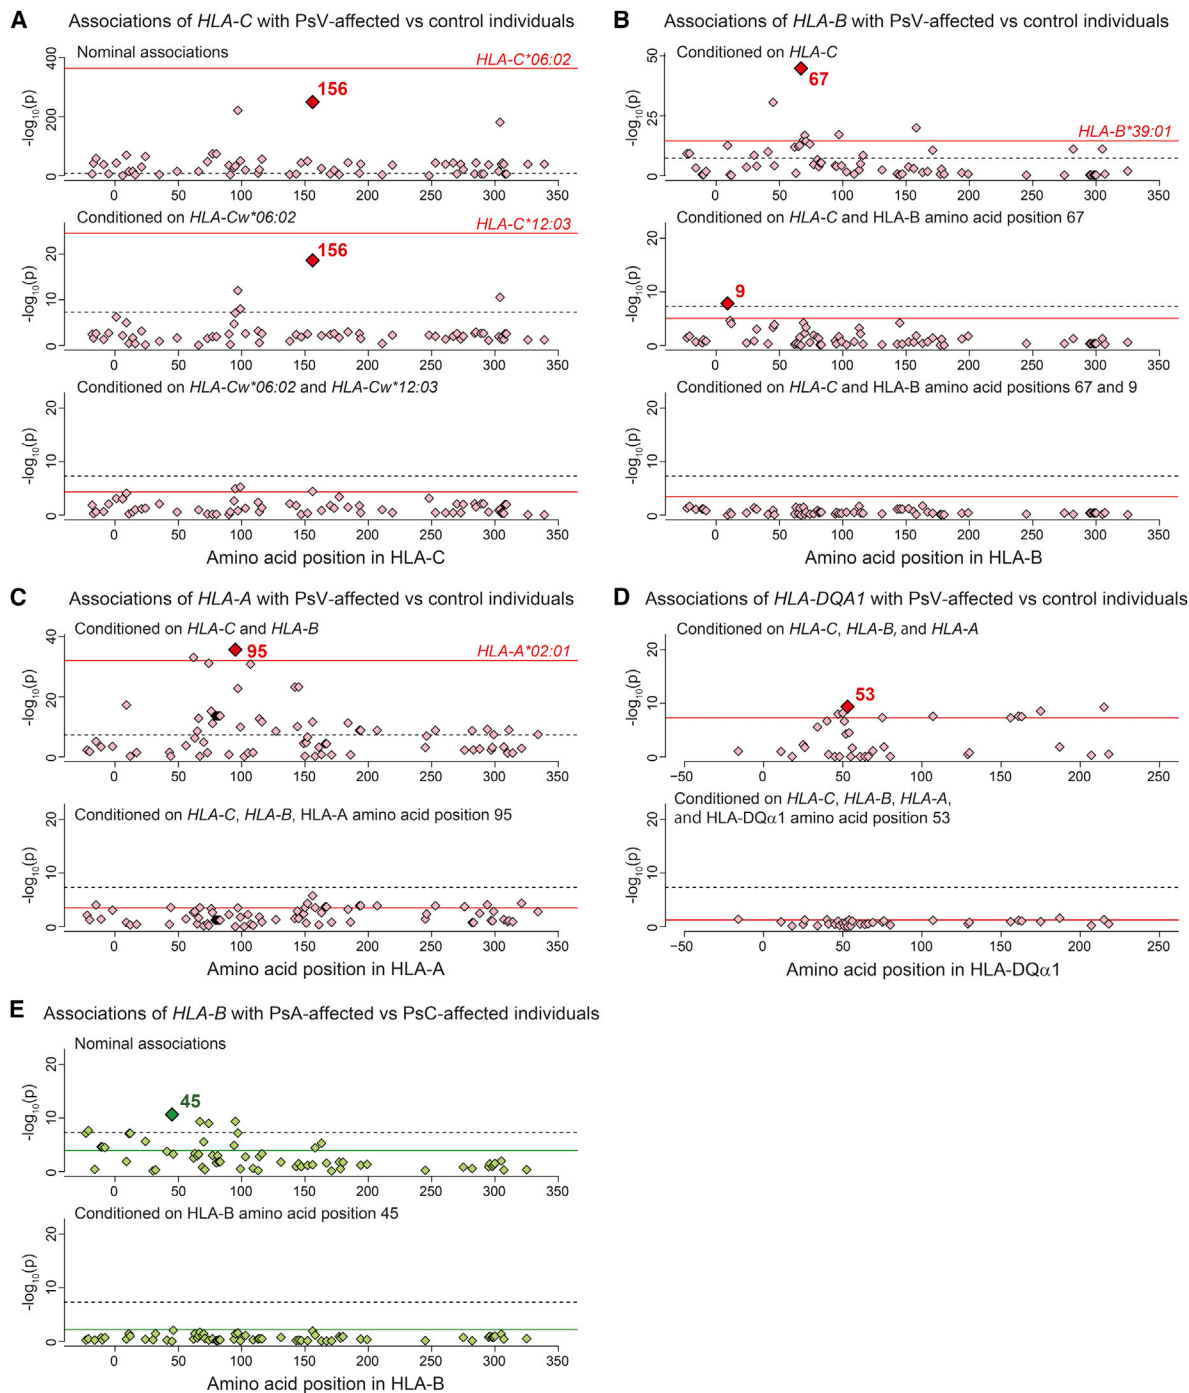 A Associations of HLA-C with PsV-affected vs control individuals
Nominal associations
HLA-C*06:02
156
-log10(p)
0 200 400
0 50 100 150 200 250 300 350
Conditioned on HLA-Cw*06:02
HLA-C*12:03
156
-log10(p)
0 10 20
0 50 100 150 200 250 300 350
Conditioned on HLA-Cw*06:02 and HLA-Cw*12:03
-log10(p)
0 10 20
0 50 100 150 200 250 300 350
Amino acid position in HLA-C
B Associations of HLA-B with PsV-affected vs control individuals
Conditioned on HLA-C
67
HLA-B*39:01
-log10(p)
0 25 50
0 50 100 150 200 250 300 350
Conditioned on HLA-C and HLA-B amino acid position 67
9
-log10(p)
0 10 20
0 50 100 150 200 250 300 350
Conditioned on HLA-C and HLA-B amino acid positions 67 and 9
-log10(p)
0 10 20
0 50 100 150 200 250 300 350
Amino acid position in HLA-B
C Associations of HLA-A with PsV-affected vs control individuals
Conditioned on HLA-C and HLA-B
95
HLA-A*02:01
-log10(p)
0 20 40
0 50 100 150 200 250 300 350
Conditioned on HLA-C, HLA-B, HLA-A amino acid position 95
-log10(p)
0 10 20
0 50 100 150 200 250 300 350
Amino acid position in HLA-A
D Associations of HLA-DQA1 with PsV-affected vs control individuals
Conditioned on HLA-C, HLA-B, and HLA-A
53
-log10(p)
0 10 20
−50 0 50 100 150 200 250
Conditioned on HLA-C, HLA-B, HLA-A,
and HLA-DQα1 amino acid position 53
-log10(p)
0 10 20
−50 0 50 100 150 200 250
Amino acid position in HLA-DQα1
E Associations of HLA-B with PsA-affected vs PsC-affected individuals
Nominal associations
45
-log10(p)
0 10 20
0 50 100 150 200 250 300 350
Conditioned on HLA-B amino acid position 45
-log10(p)
0 10 20
0 50 100 150 200 250 300 350
Amino acid position in HLA-B